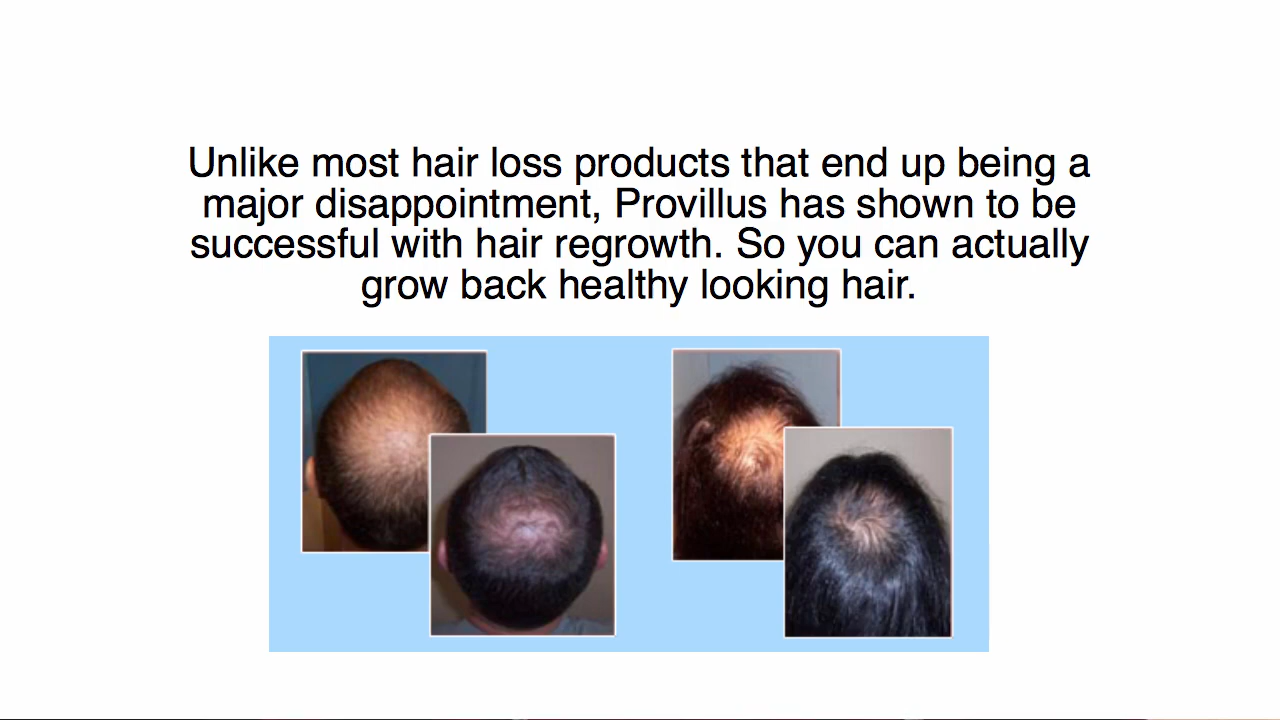 Unlike most hair loss products that end up being a
major disappointment, Provillus has shown to be
successful with hair regrowth. So you can actually
grow back healthy looking hair.